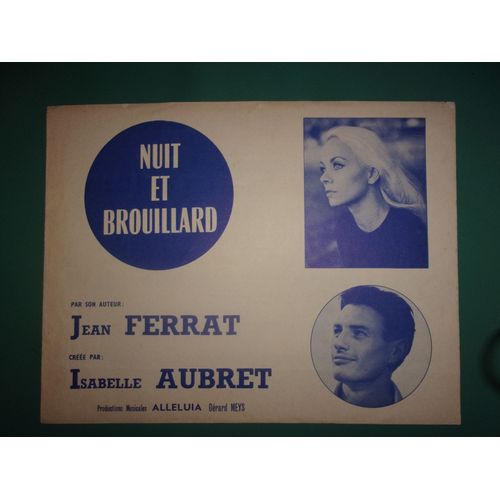 NUIT
ET
BROUILLARD
PAR SON AUTEUR:
JEAN FERRAT
CRÉÉE PAR:
ISABELLE AUBRET
Productions Musicales ALLELUIA Gérard MEYS